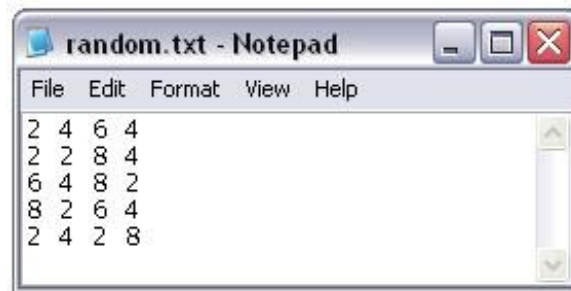 random.txt - Notepad
File Edit Format View Help
2 4 6 4
2 2 8 4
6 4 8 2
8 2 6 4
2 4 2 8